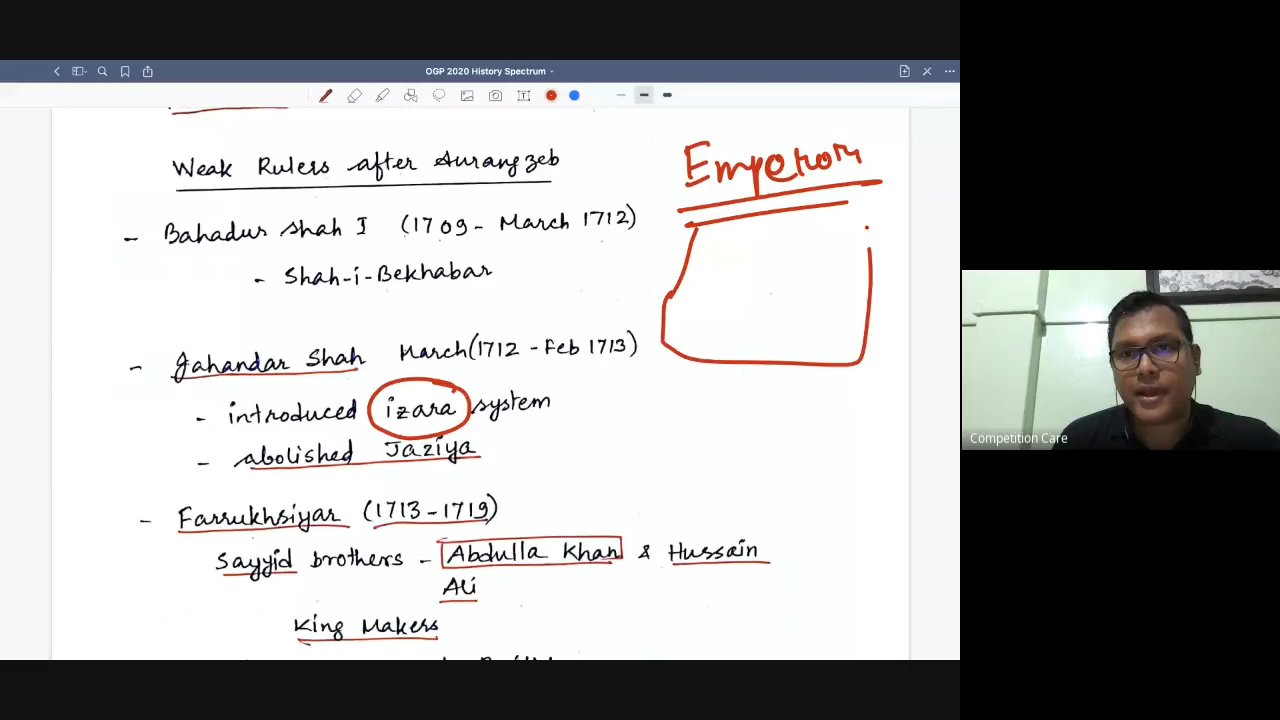 OGP 2020 History Spectrum
Weak Rulers after Aurangzeb
Emperor
- Bahadur Shah I (1709 - March 1712)
- Shah-i-Bekhabar
- Jahandar Shah March (1712 - Feb 1713)
- introduced izara system
- abolished Jaziya
- Farrukhsiyar (1713-1719)
Sayyid brothers - Abdulla Khan & Hussain
Ali
King Makers
Competition Care